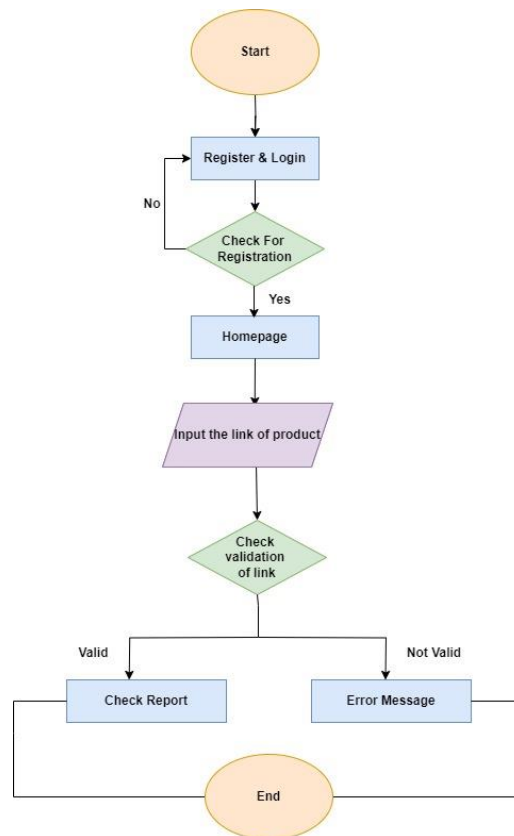 Start
Register & Login
No
Check For
Registration
Yes
Homepage
Input the link of product
Check
validation
of link
Valid
Not Valid
Check Report
Error Message
End